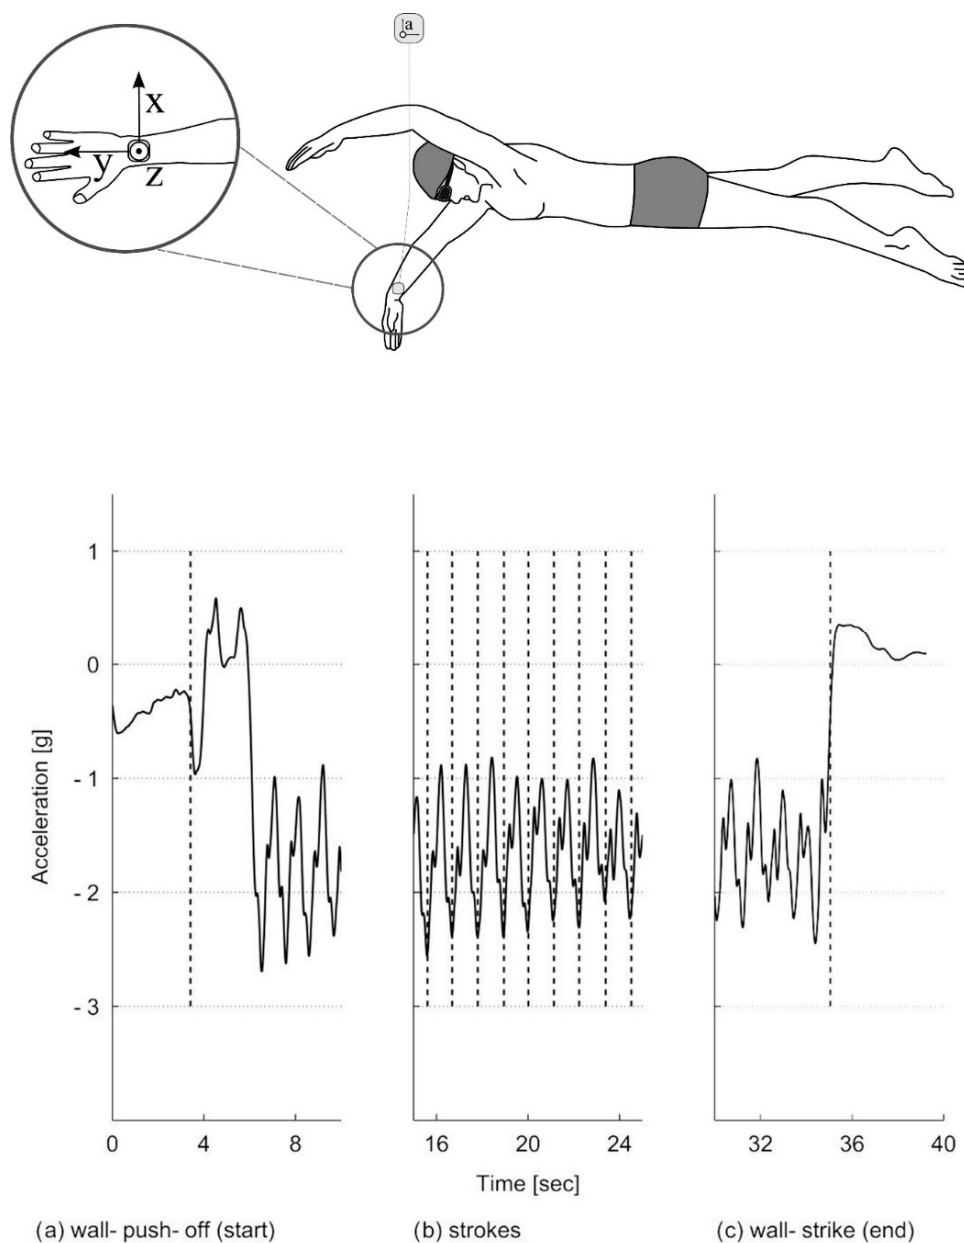 a
x
y
z
Acceleration [g]
1
0
- 1
- 2
- 3
0 4 8
16 20 24
32 36 40
Time [sec]
(a) wall- push- off (start)
(b) strokes
(c) wall- strike (end)